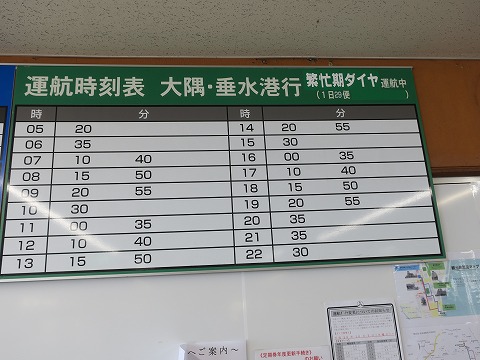 運航時刻表 大隅・垂水港行 繁忙期ダイヤ運航中
(1日29便 )
時 分 時 分
05 20 14 20 55
06 35 15 30
07 10 40 16 00 35
08 15 50 17 10 40
09 20 55 18 15 50
10 30 19 20 55
11 00 35 20 35
12 10 40 21 35
13 15 50 22 30
～ご案内～